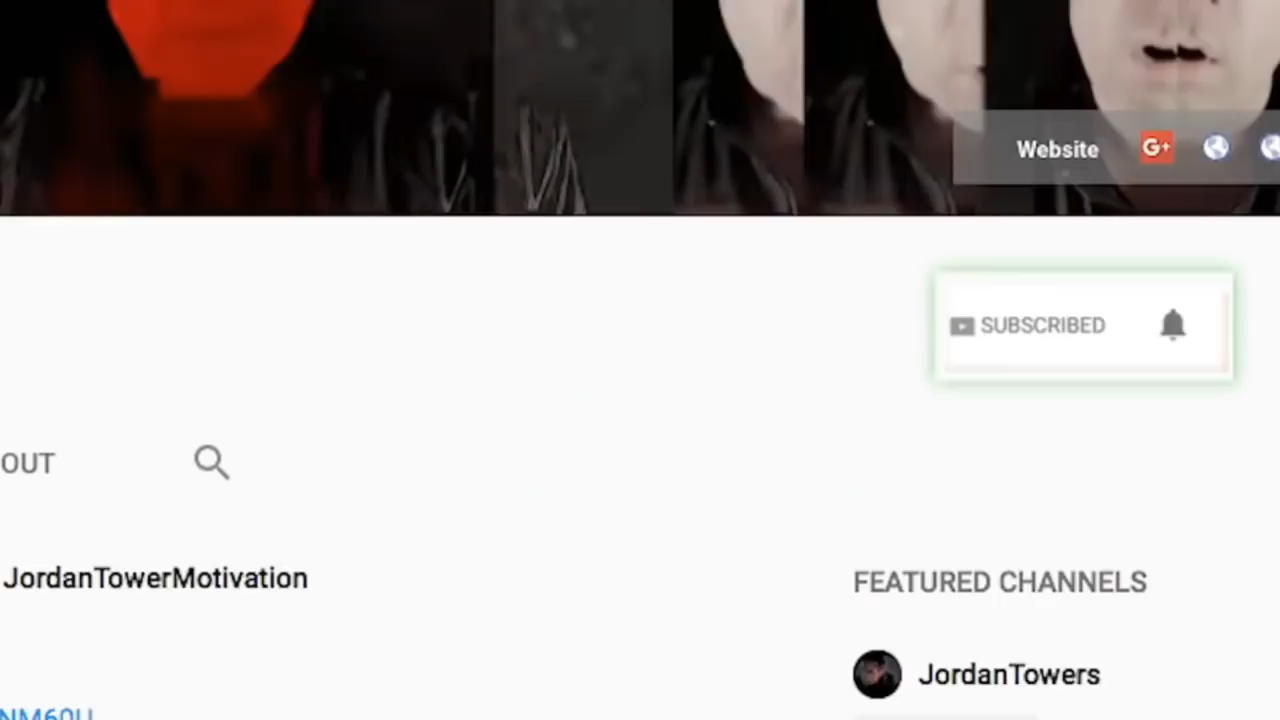 Website G+
SUBSCRIBED
OUT
JordanTowerMotivation
FEATURED CHANNELS
JordanTowers